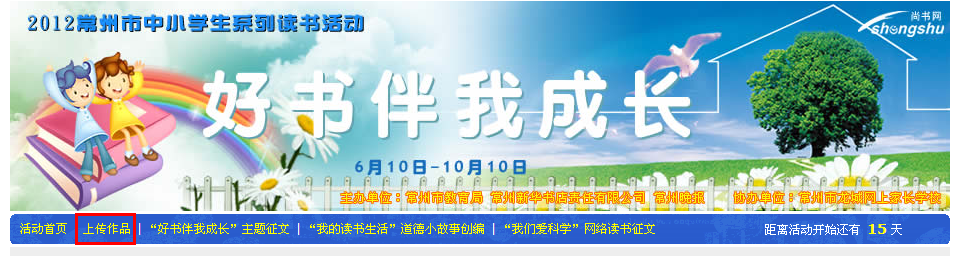 2012常州市中小学生系列读书活动
尚书网
shengshu
好书伴我成长
6月10日-10月10日
主办单位：常州市教育局 常州新华书店责任有限公司 常州晚报 协办单位：常州市龙城网上家长学校
活动首页 | 上传作品 | “好书伴我成长”主题征文 | “我的读书生活”道德小故事创编 | “我们爱科学”网络读书征文 距离活动开始还有 15 天